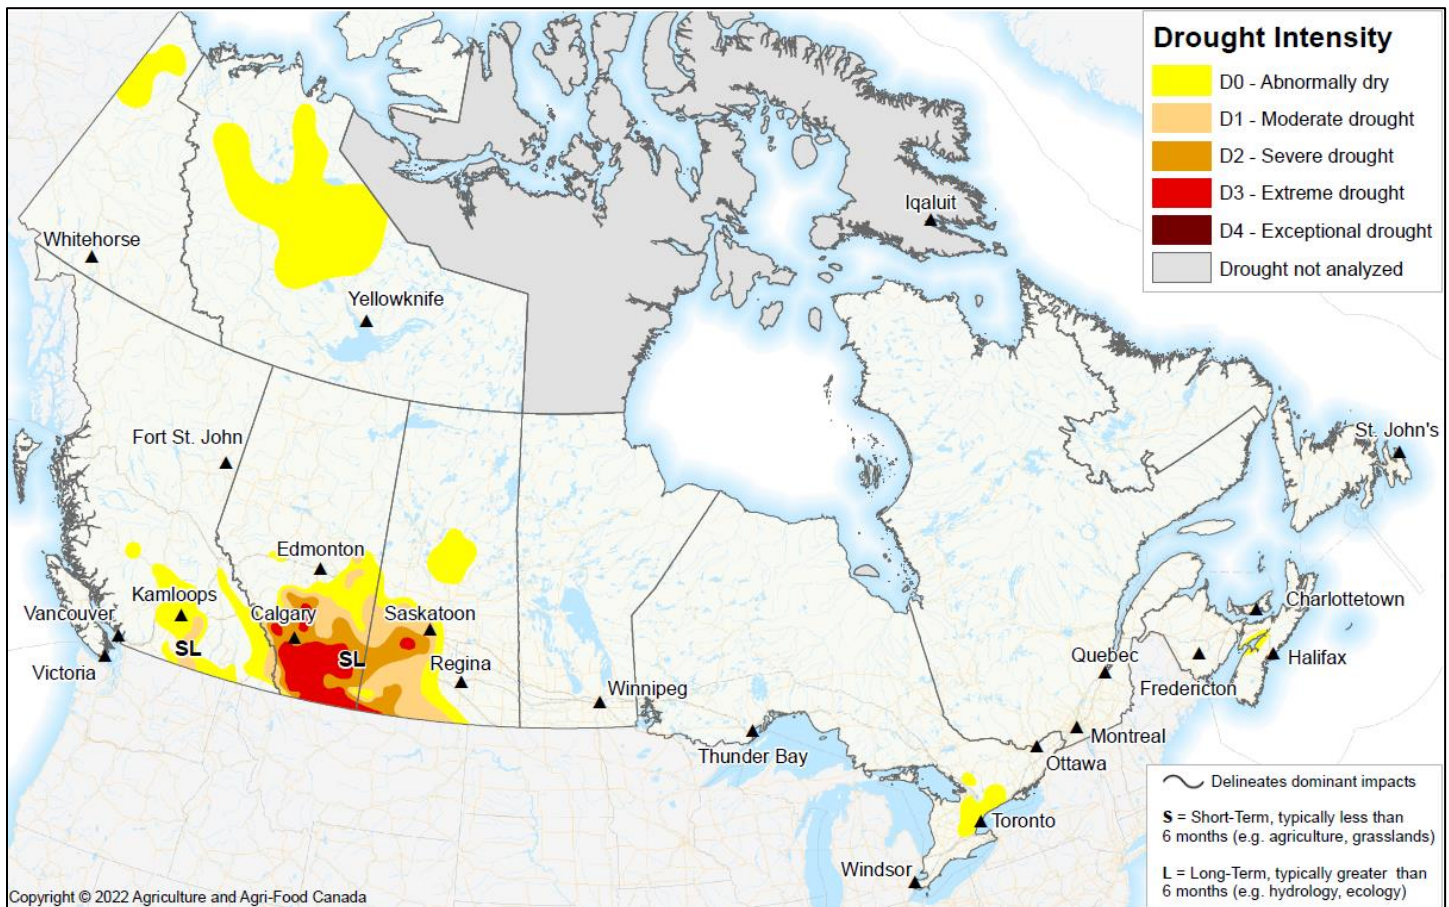 Drought Intensity
D0 - Abnormally dry
D1 - Moderate drought
D2 - Severe drought
D3 - Extreme drought
D4 - Exceptional drought
Drought not analyzed
Iqaluit
Whitehorse
Yellowknife
Fort St. John
St. John's
Edmonton
Kamloops
Calgary
Saskatoon
Charlottetown
Vancouver
SL
SL
Regina
Quebec
Halifax
Victoria
Winnipeg
Fredericton
Montreal
Thunder Bay
Ottawa
Toronto
Windsor
Delineates dominant impacts
S = Short-Term, typically less than
6 months (e.g. agriculture, grasslands)
L = Long-Term, typically greater than
6 months (e.g. hydrology, ecology)
Copyright © 2022 Agriculture and Agri-Food Canada